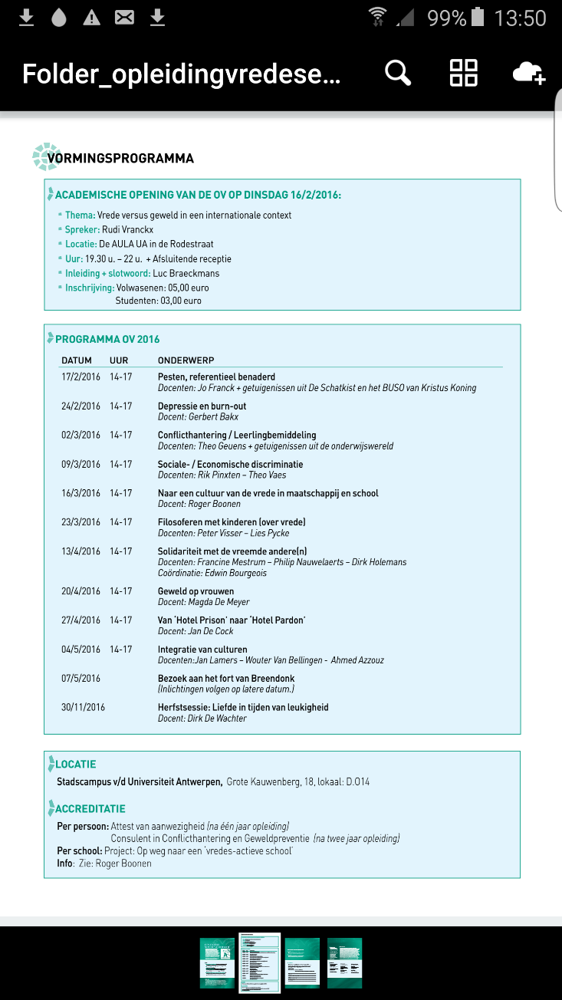 99% 13:50
Folder_opleidingvredese...
VORMINGSPROGRAMMA
ACADEMISCHE OPENING VAN DE OV OP DINSDAG 16/2/2016:
Thema: Vrede versus geweld in een internationale context
Spreker: Rudi Vranckx
Locatie: De AULA UA in de Rodestraat
Uur: 19.30 u. – 22 u. + Afsluitende receptie
Inleiding + slotwoord: Luc Braeckmans
Inschrijving: Volwasenen: 05,00 euro
Studenten: 03,00 euro
PROGRAMMA OV 2016
DATUM UUR ONDERWERP
17/2/2016 14-17 Pesten, referentieel benaderd
Docenten: Jo Franck + getuigenissen uit De Schatkist en het BUSO van Kristus Koning
24/2/2016 14-17 Depressie en burn-out
Docent: Gerbert Bakx
02/3/2016 14-17 Conflicthantering / Leerlingbemiddeling
Docenten: Theo Geuens + getuigenissen uit de onderwijswereld
09/3/2016 14-17 Sociale- / Economische discriminatie
Docenten: Rik Pinxten – Theo Vaes
16/3/2016 14-17 Naar een cultuur van de vrede in maatschappij en school
Docent: Roger Boonen
23/3/2016 14-17 Filosoferen met kinderen (over vrede)
Docenten: Peter Visser – Lies Pycke
13/4/2016 14-17 Solidariteit met de vreemde andere(n)
Docenten: Francine Mestrum – Philip Nauwelaerts – Dirk Holemans
Coördinatie: Edwin Bourgeois
20/4/2016 14-17 Geweld op vrouwen
Docent: Magda De Meyer
27/4/2016 14-17 Van ‘Hotel Prison’ naar ‘Hotel Pardon’
Docent: Jan De Cock
04/5/2016 14-17 Integratie van culturen
Docenten:Jan Lamers – Wouter Van Bellingen - Ahmed Azzouz
07/5/2016 Bezoek aan het fort van Breendonk
(Inlichtingen volgen op latere datum.)
30/11/2016 Herfstsessie: Liefde in tijden van leukigheid
Docent: Dirk De Wachter
LOCATIE
Stadscampus v/d Universiteit Antwerpen, Grote Kauwenberg, 18, lokaal: D.O14
ACCREDITATIE
Per persoon: Attest van aanwezigheid (na één jaar opleiding)
Consulent in Conflicthantering en Geweldpreventie (na twee jaar opleiding)
Per school: Project: Op weg naar een ‘vredes-actieve school’
Info: Zie: Roger Boonen